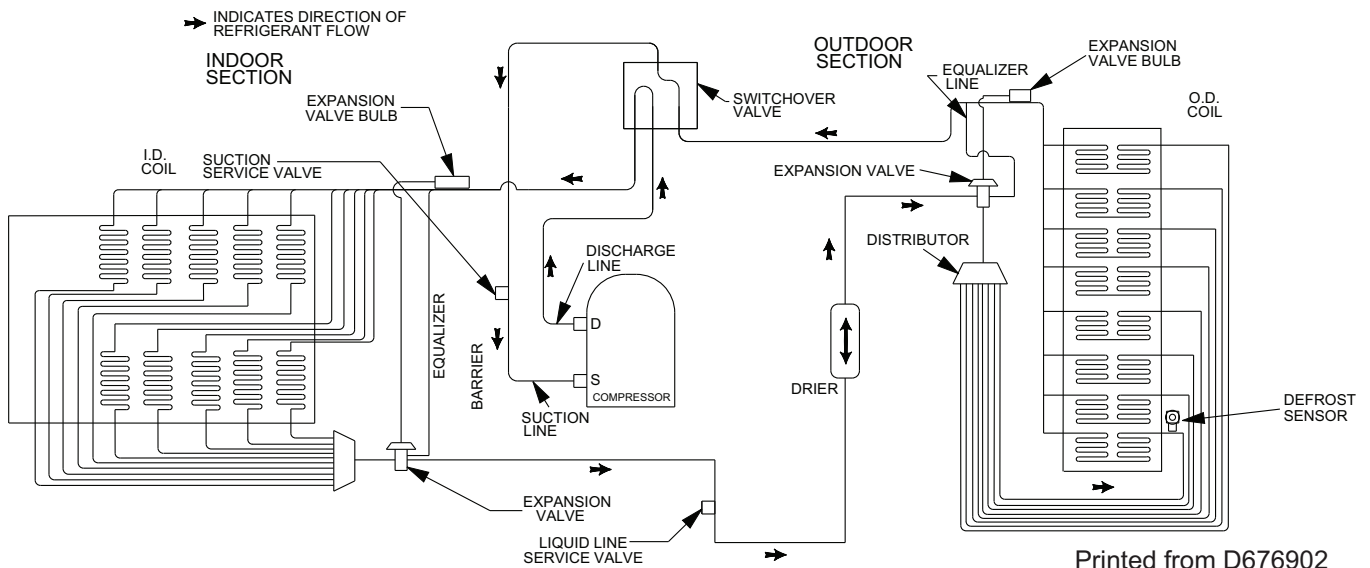 INDICATES DIRECTION OF
REFRIGERANT FLOW
INDOOR
SECTION
OUTDOOR
SECTION
EXPANSION
VALVE BULB
EQUALIZER
LINE
SWITCHOVER
VALVE
EXPANSION
VALVE BULB
O.D.
COIL
I.D.
COIL
SUCTION
SERVICE VALVE
EXPANSION VALVE
DISTRIBUTOR
DISCHARGE
LINE
EQUALIZER
BARRIER
D
S
COMPRESSOR
DRIER
SUCTION
LINE
DEFROST
SENSOR
EXPANSION
VALVE
LIQUID LINE
SERVICE VALVE
Printed from D676902